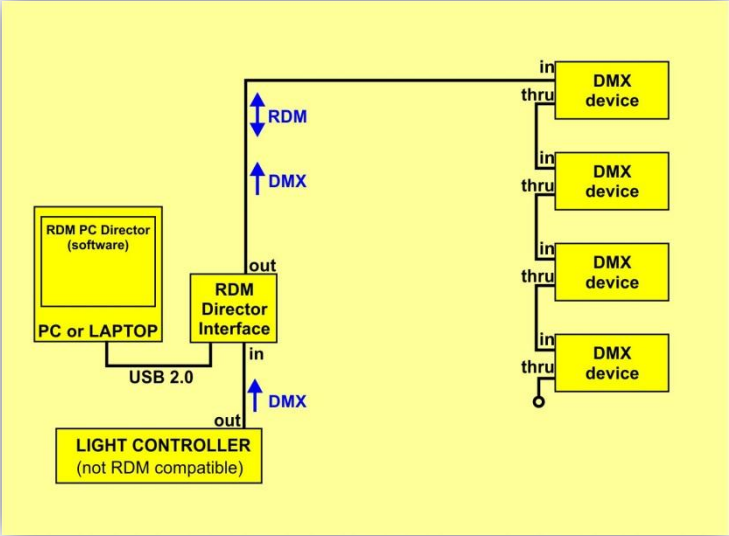 in
DMX
device
thru
RDM
DMX
in
DMX
device
thru
RDM PC Director
(software)
PC or LAPTOP
out
RDM
Director
Interface
in
USB 2.0
in
DMX
device
thru
in
DMX
device
thru
DMX
out
LIGHT CONTROLLER
(not RDM compatible)